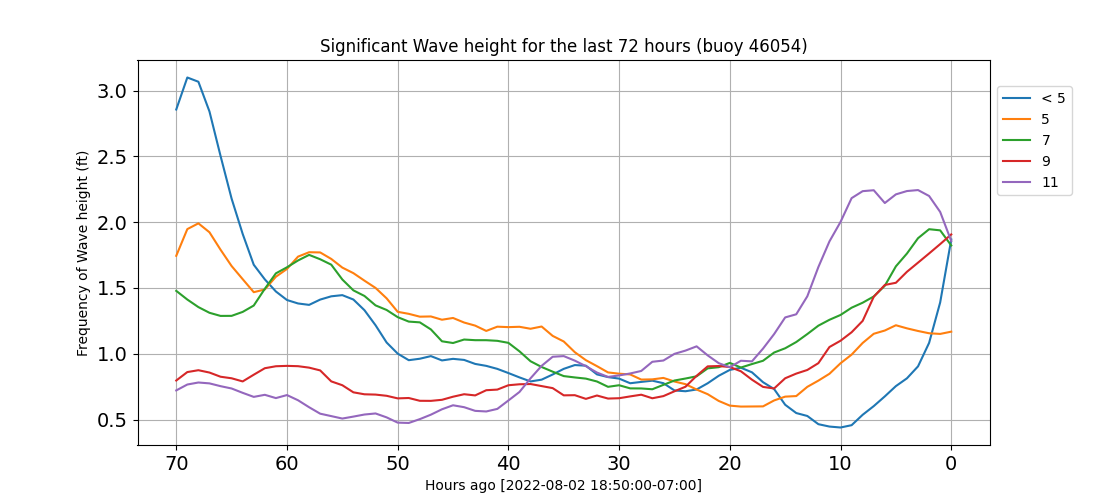 Significant Wave height for the last 72 hours (buoy 46054)
Frequency of Wave height (ft)
3.0
2.5
2.0
1.5
1.0
0.5
70 60 50 40 30 20 10 0
Hours ago [2022-08-02 18:50:00-07:00]
< 5
5
7
9
11